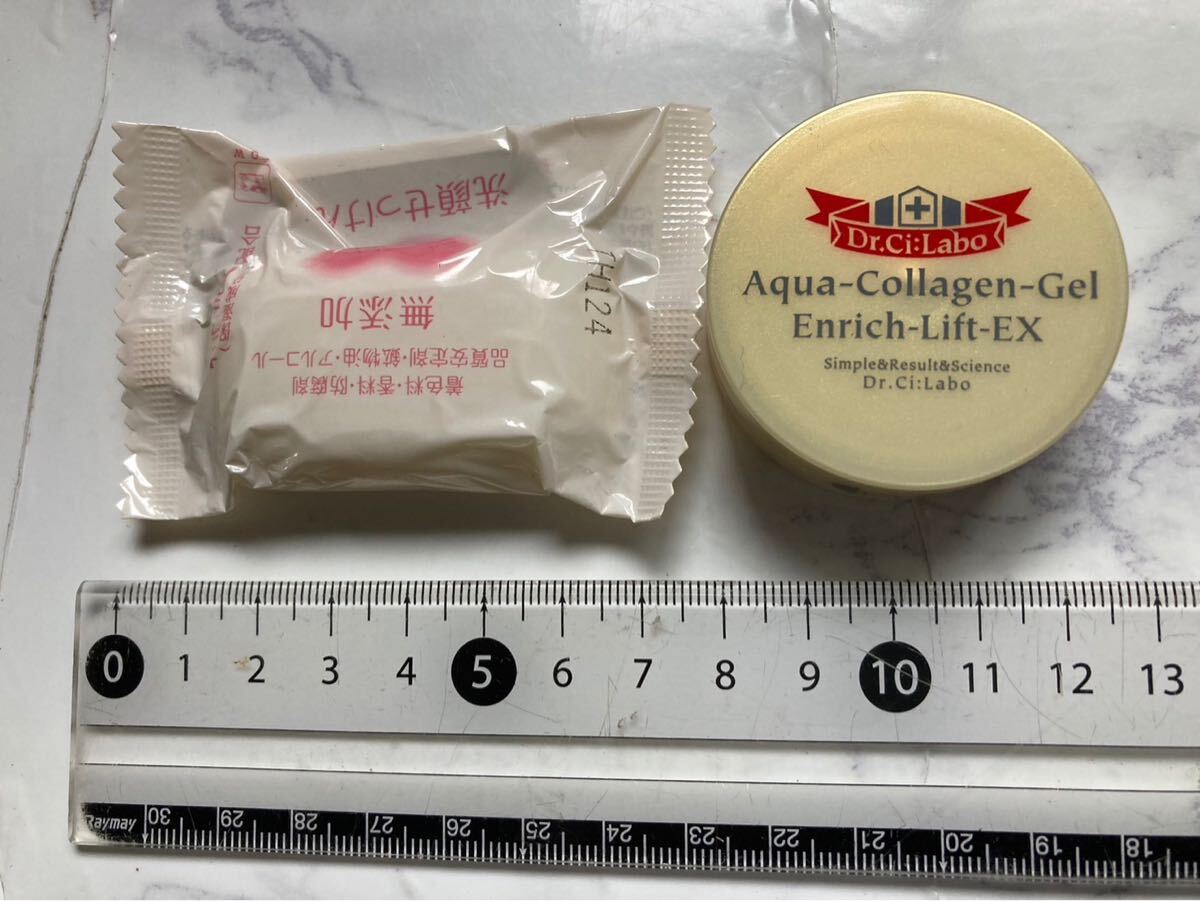 洗顔せっけん
無添加
着色料・香料・防腐剤
品質安定剤・鉱物油・アルコール
TH124
Dr.Ci:Labo
Aqua-Collagen-Gel
Enrich-Lift-EX
Simple&Result&Science
Dr.Ci:Labo
0 1 2 3 4 5 6 7 8 9 10 11 12 13
Raymay 30 29 28 27 26 25 24 23 22 21 20 19 18